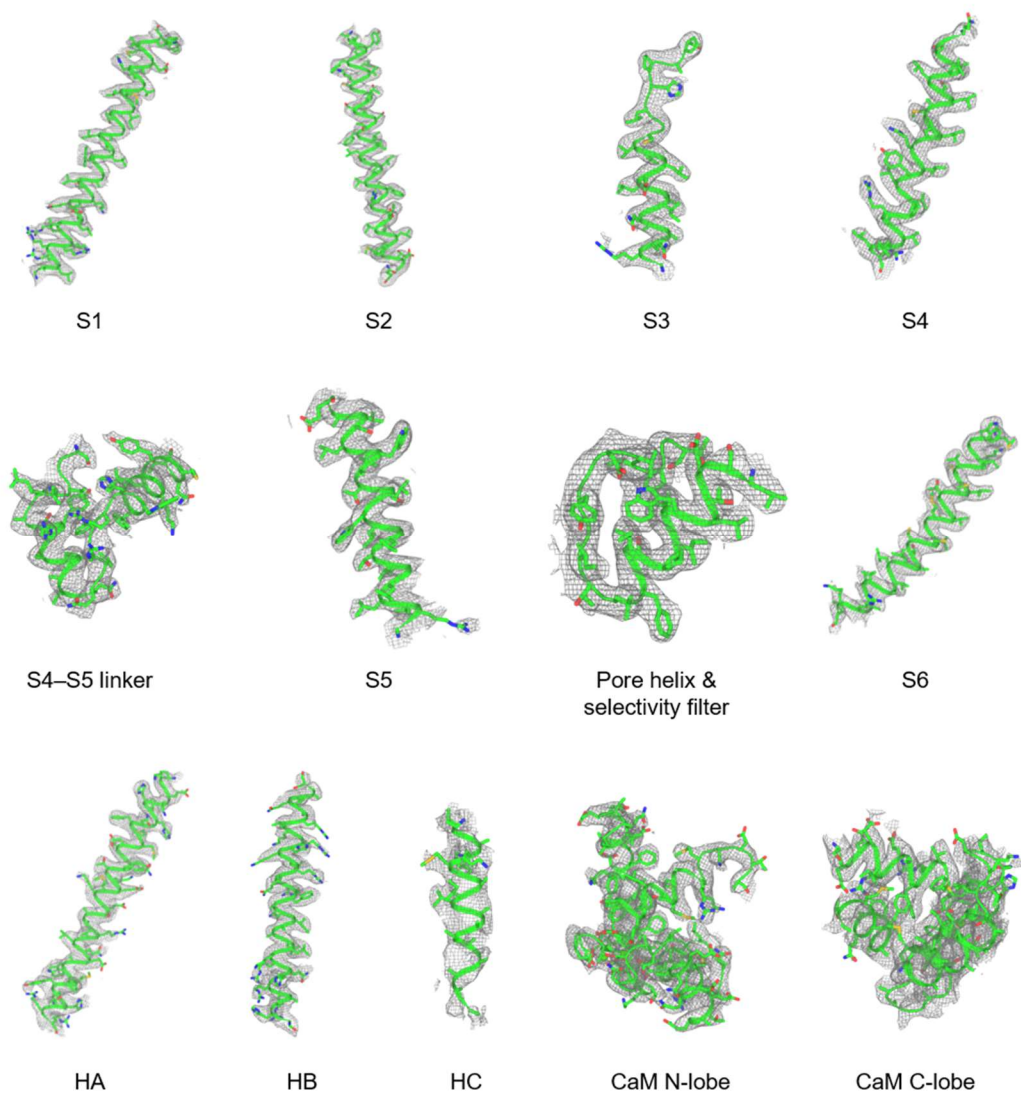 S1
S2
S3
S4
S4–S5 linker
S5
Pore helix &
selectivity filter
S6
HA
HB
HC
CaM N-lobe
CaM C-lobe